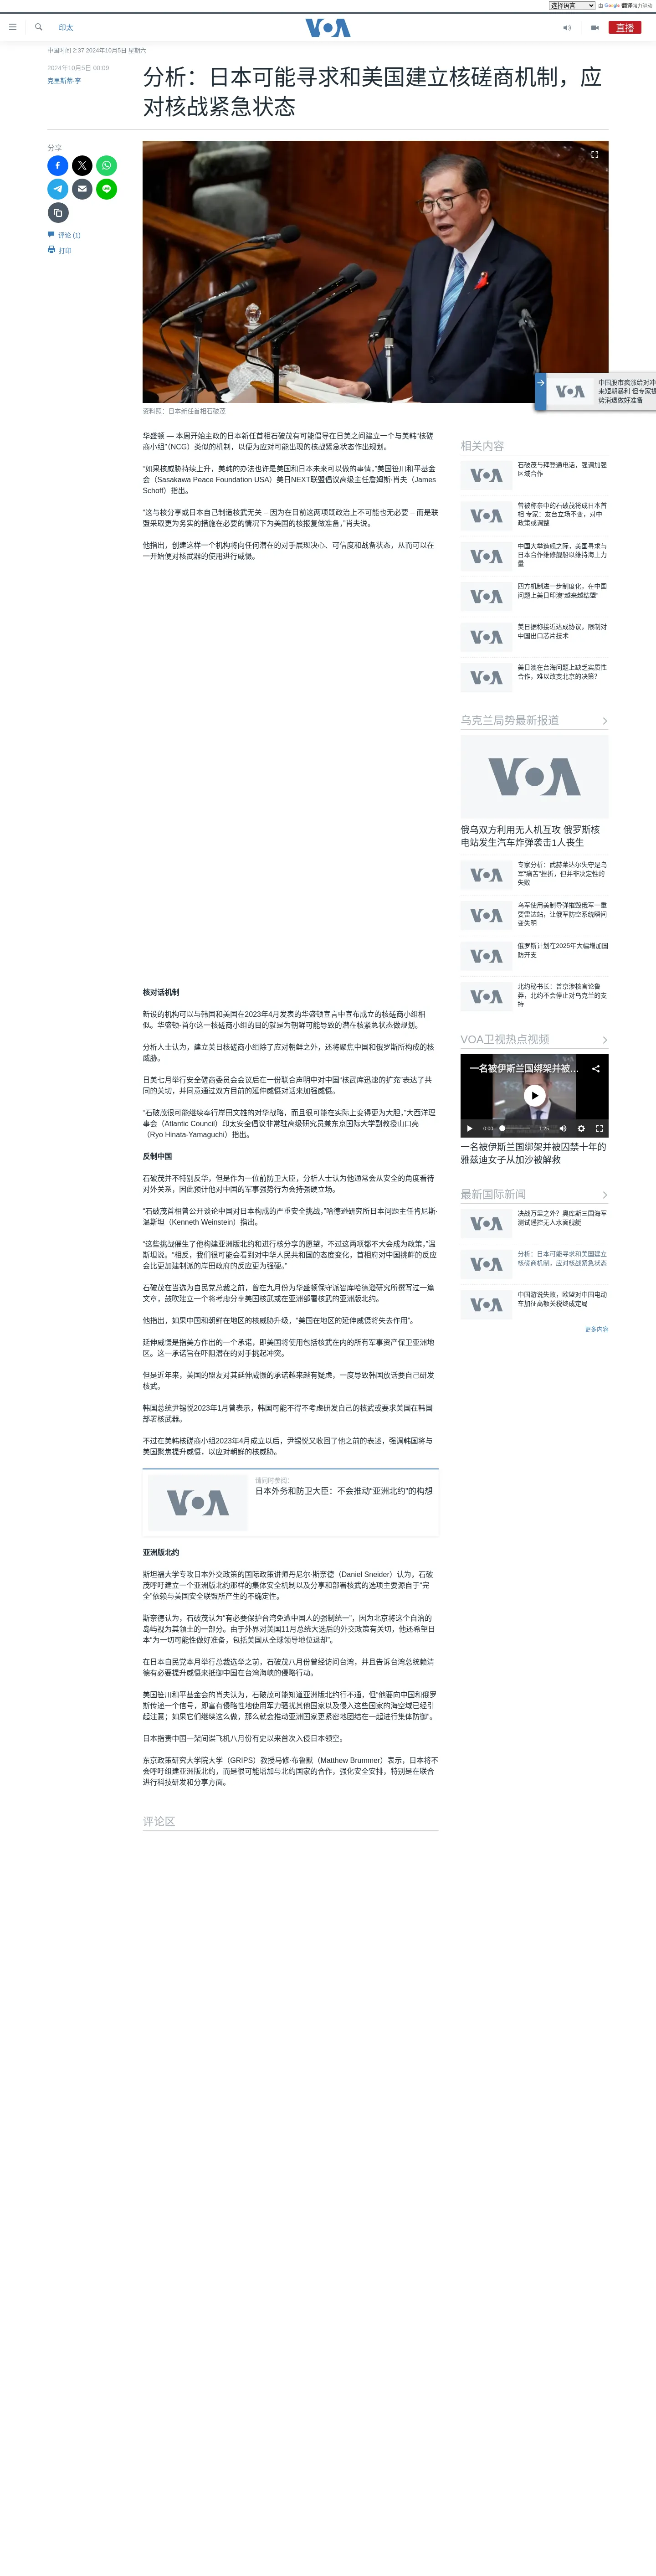 选择语言
由 Google 翻译强力驱动
印太
VOA
直播
中国时间 2:37 2024年10月5日 星期六
2024年10月5日 00:09
克里斯蒂·李
分析：日本可能寻求和美国建立核磋商机制，应
对核战紧急状态
分享
评论 (1)
打印
资料照：日本新任首相石破茂
中国股市疯涨给对冲
来短期暴利 但专家提
势消退做好准备
华盛顿 — 本周开始主政的日本新任首相石破茂有可能倡导在日美之间建立一个与美韩“核磋
商小组”（NCG）类似的机制，以便为应对可能出现的核战紧急状态作出规划。
“如果核威胁持续上升，美韩的办法也许是美国和日本未来可以做的事情，”美国笹川和平基金
会（Sasakawa Peace Foundation USA）美日NEXT联盟倡议高级主任詹姆斯·肖夫（James
Schoff）指出。
“这与核分享或日本自己制造核武无关 – 因为在目前这两项既政治上不可能也无必要 – 而是联
盟采取更为务实的措施在必要的情况下为美国的核报复做准备，”肖夫说。
他指出，创建这样一个机构将向任何潜在的对手展现决心、可信度和战备状态，从而可以在
一开始便对核武器的使用进行威慑。
核对话机制
新设的机构可以与韩国和美国在2023年4月发表的华盛顿宣言中宣布成立的核磋商小组相
似。华盛顿-首尔这一核磋商小组的目的就是为朝鲜可能导致的潜在核紧急状态做规划。
分析人士认为，建立美日核磋商小组除了应对朝鲜之外，还将聚焦中国和俄罗斯所构成的核
威胁。
日美七月举行安全磋商委员会会议后在一份联合声明中对中国“核武库迅速的扩充”表达了共
同的关切，并同意通过双方目前的延伸威慑对话来加强威慑。
“石破茂很可能继续奉行岸田文雄的对华战略，而且很可能在实际上变得更为大胆，”大西洋理
事会（Atlantic Council）印太安全倡议非常驻高级研究员兼东京国际大学副教授山口亮
（Ryo Hinata-Yamaguchi）指出。
反制中国
石破茂并不特别反华，但是作为一位前防卫大臣，分析人士认为他通常会从安全的角度看待
对外关系，因此预计他对中国的军事强势行为会持强硬立场。
“石破茂首相曾公开谈论中国对日本构成的严重安全挑战，”哈德逊研究所日本问题主任肯尼斯·
温斯坦（Kenneth Weinstein）指出。
“这些挑战催生了他构建亚洲版北约和进行核分享的愿望，不过这两项都不大会成为政策，”温
斯坦说。“相反，我们很可能会看到对中华人民共和国的态度变化，首相府对中国挑衅的反应
会比更加建制派的岸田政府的反应更为强硬。”
石破茂在当选为自民党总裁之前，曾在九月份为华盛顿保守派智库哈德逊研究所撰写过一篇
文章，鼓吹建立一个将考虑分享美国核武或在亚洲部署核武的亚洲版北约。
他指出，如果中国和朝鲜在地区的核威胁升级，“美国在地区的延伸威慑将失去作用”。
延伸威慑是指美方作出的一个承诺，即美国将使用包括核武在内的所有军事资产保卫亚洲地
区。这一承诺旨在吓阻潜在的对手挑起冲突。
但是近年来，美国的盟友对其延伸威慑的承诺越来越有疑虑，一度导致韩国放话要自己研发
核武。
韩国总统尹锡悦2023年1月曾表示，韩国可能不得不考虑研发自己的核武或要求美国在韩国
部署核武器。
不过在美韩核磋商小组2023年4月成立以后，尹锡悦又收回了他之前的表述，强调韩国将与
美国聚焦提升威慑，以应对朝鲜的核威胁。
VOA
请同时参阅：
日本外务和防卫大臣：不会推动“亚洲北约”的构想
亚洲版北约
斯坦福大学专攻日本外交政策的国际政策讲师丹尼尔·斯奈德（Daniel Sneider）认为，石破
茂呼吁建立一个亚洲版北约那样的集体安全机制以及分享和部署核武的选项主要源自于“完
全”依赖与美国安全联盟所产生的不确定性。
斯奈德认为，石破茂认为“有必要保护台湾免遭中国人的强制统一”，因为北京将这个自治的
岛屿视为其领土的一部分。由于外界对美国11月总统大选后的外交政策有关切，他还希望日
本“为一切可能性做好准备，包括美国从全球领导地位退却”。
在日本自民党本月举行总裁选举之前，石破茂八月份曾经访问台湾，并且告诉台湾总统赖清
德有必要提升威慑来抵御中国在台湾海峡的侵略行动。
美国笹川和平基金会的肖夫认为，石破茂可能知道亚洲版北约行不通，但“他要向中国和俄罗
斯传递一个信号，即富有侵略性地使用军力骚扰其他国家以及侵入这些国家的海空域已经引
起注意；如果它们继续这么做，那么就会推动亚洲国家更紧密地团结在一起进行集体防御”。
日本指责中国一架间谍飞机八月份有史以来首次入侵日本领空。
东京政策研究大学院大学（GRIPS）教授马修·布鲁默（Matthew Brummer）表示，日本将不
会呼吁组建亚洲版北约，而是很可能增加与北约国家的合作，强化安全安排，特别是在联合
进行科技研发和分享方面。
评论区
相关内容
石破茂与拜登通电话，强调加强
区域合作
曾被称亲中的石破茂将成日本首
相 专家：友台立场不变，对中
政策或调整
中国大举造舰之际，美国寻求与
日本合作维修舰船以维持海上力
量
四方机制进一步制度化，在中国
问题上美日印澳“越来越结盟”
美日据称接近达成协议，限制对
中国出口芯片技术
美日澳在台海问题上缺乏实质性
合作，难以改变北京的决策？
乌克兰局势最新报道
VOA
俄乌双方利用无人机互攻 俄罗斯核
电站发生汽车炸弹袭击1人丧生
专家分析：武赫莱达尔失守是乌
军“痛苦”挫折，但并非决定性的
失败
乌军使用美制导弹摧毁俄军一重
要雷达站，让俄军防空系统瞬间
变失明
俄罗斯计划在2025年大幅增加国
防开支
北约秘书长：普京涉核言论鲁
莽，北约不会停止对乌克兰的支
持
VOA卫视热点视频
一名被伊斯兰国绑架并被...
0:00
1:25
一名被伊斯兰国绑架并被囚禁十年的
雅兹迪女子从加沙被解救
最新国际新闻
决战万里之外？奥库斯三国海军
测试遥控无人水面舰艇
分析：日本可能寻求和美国建立
核磋商机制，应对核战紧急状态
中国游说失败，欧盟对中国电动
车加征高额关税终成定局
更多内容